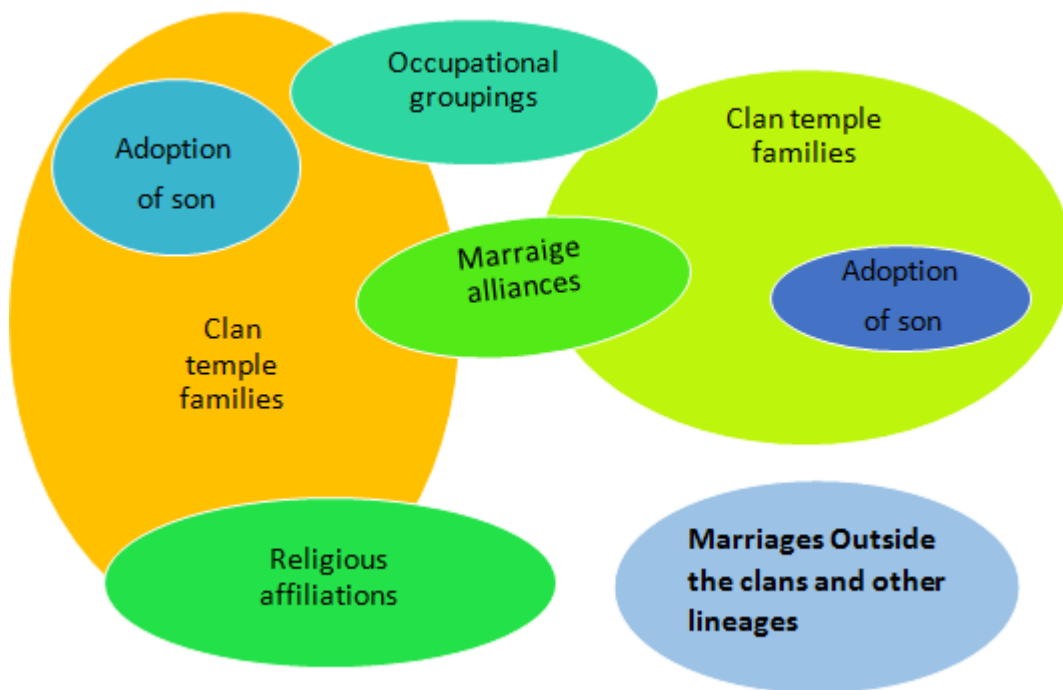 Occupational
groupings
Adoption
of son
Clan temple
families
Marraige
alliances
Adoption
of son
Clan
temple
families
Religious
affiliations
Marriages Outside
the clans and other
lineages